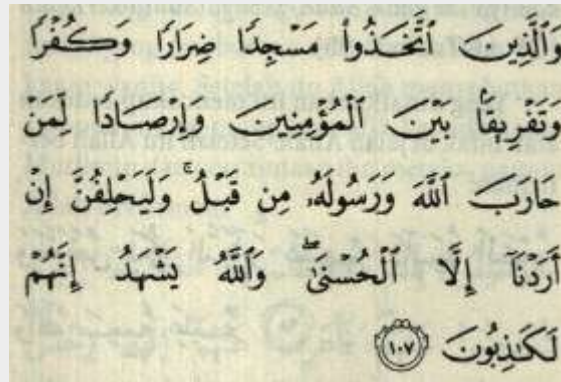 وَٱلَّذِينَ ٱتَّخَذُوا۟ مَسْجِدًا ضِرَارًا وَكُفْرًا
وَتَفْرِيقًۢا بَيْنَ ٱلْمُؤْمِنِينَ وَإِرْصَادًا لِّمَنْ
حَارَبَ ٱللَّهَ وَرَسُولَهُۥ مِن قَبْلُ ۚ وَلَيَحْلِفُنَّ إِنْ
أَرَدْنَآ إِلَّا ٱلْحُسْنَىٰ ۖ وَٱللَّهُ يَشْهَدُ إِنَّهُمْ
لَكَـٰذِبُونَ ١٠٧